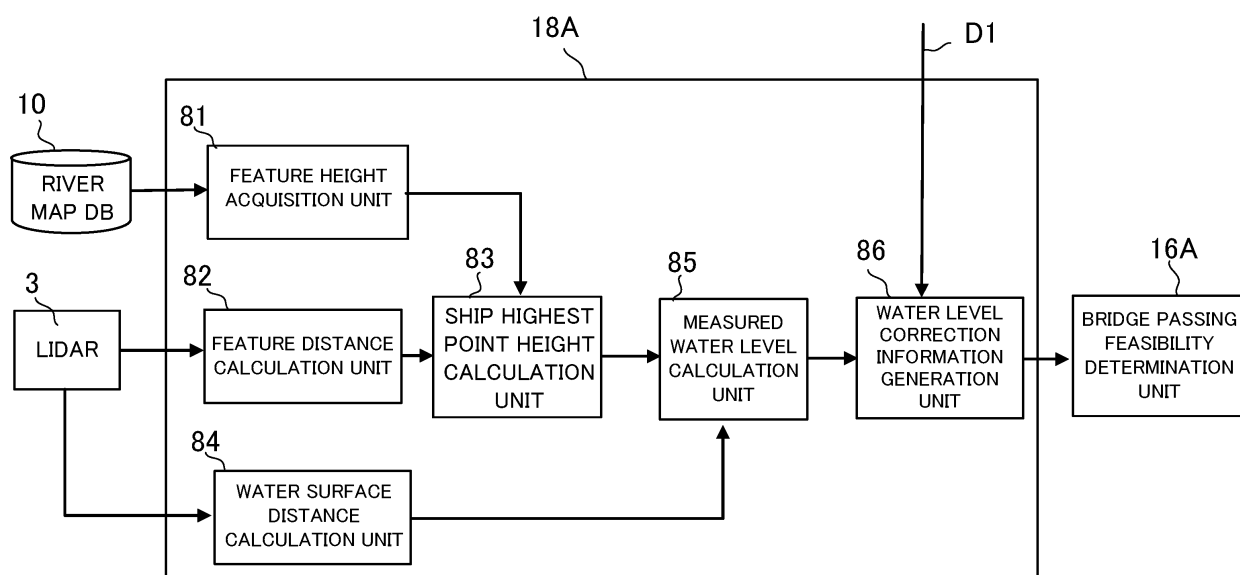 18A
D1
10
RIVER
MAP DB
81
FEATURE HEIGHT
ACQUISITION UNIT
3
LIDAR
82
FEATURE DISTANCE
CALCULATION UNIT
83
SHIP HIGHEST
POINT HEIGHT
CALCULATION
UNIT
85
MEASURED
WATER LEVEL
CALCULATION
UNIT
86
WATER LEVEL
CORRECTION
INFORMATION
GENERATION
UNIT
16A
BRIDGE PASSING
FEASIBILITY
DETERMINATION
UNIT
84
WATER SURFACE
DISTANCE
CALCULATION UNIT